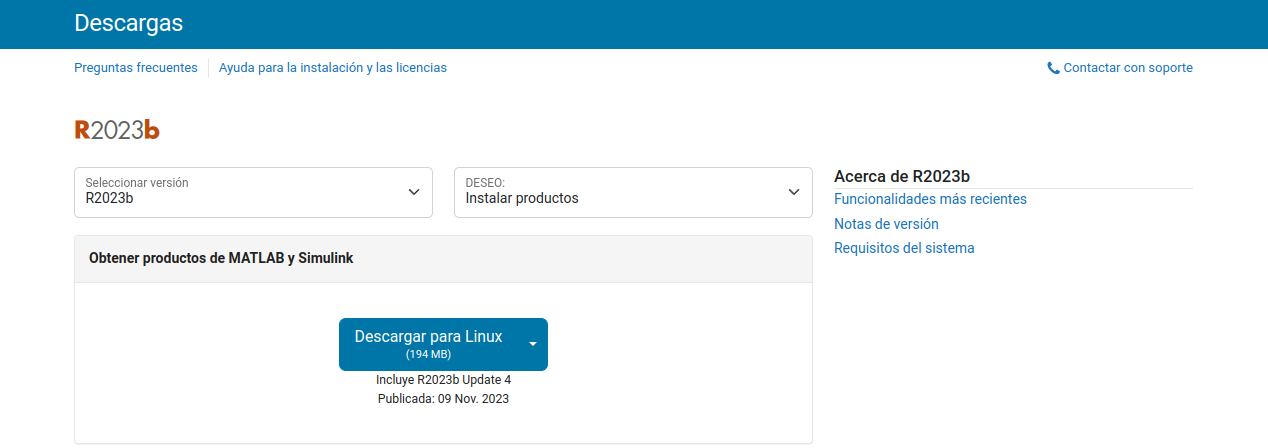 Descargas
Preguntas frecuentes
Ayuda para la instalación y las licencias
Contactar con soporte
R2023b
Seleccionar versión
R2023b
DESEO:
Instalar productos
Acerca de R2023b
Funcionalidades más recientes
Notas de versión
Requisitos del sistema
Obtener productos de MATLAB y Simulink
Descargar para Linux
(194 MB)
Incluye R2023b Update 4
Publicada: 09 Nov. 2023